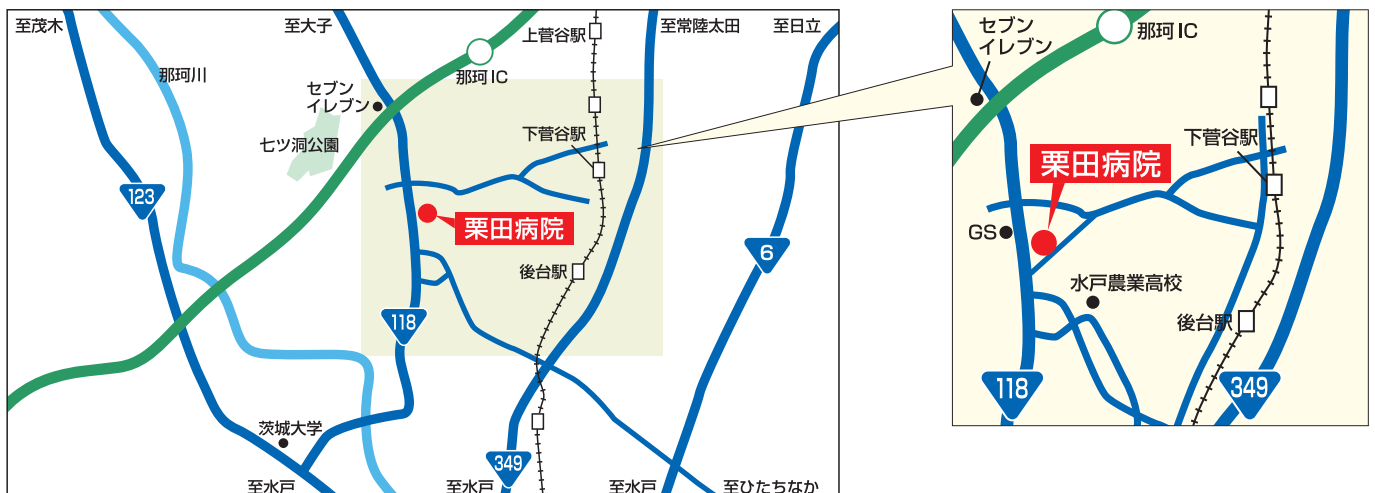 至茂木
至大子
至常陸太田
至日立
上菅谷駅
那珂川
那珂IC
セブン
イレブン
七ツ洞公園
下菅谷駅
123
栗田病院
6
後台駅
118
茨城大学
349
至水戸
至水戸
至水戸
至ひたちなか
セブン
イレブン
那珂IC
下菅谷駅
栗田病院
GS
水戸農業高校
後台駅
118
349